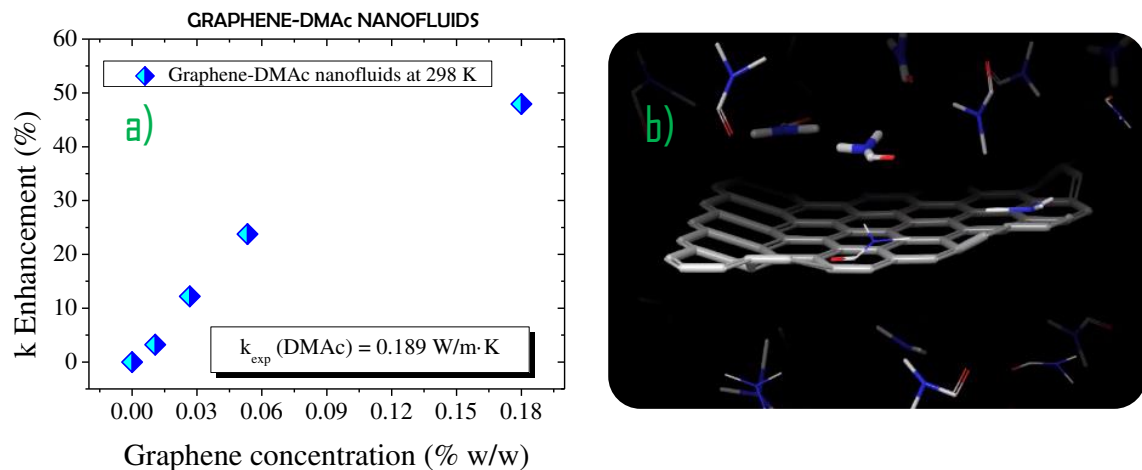 GRAPHENE-DMAc NANOFLUIDS
60
50
40
30
20
10
0
k Enhancement (%)
Graphene-DMAc nanofluids at 298 K
a)
k_exp (DMAc) = 0.189 W/m·K
0.00 0.03 0.06 0.09 0.12 0.15 0.18
Graphene concentration (% w/w)
b)